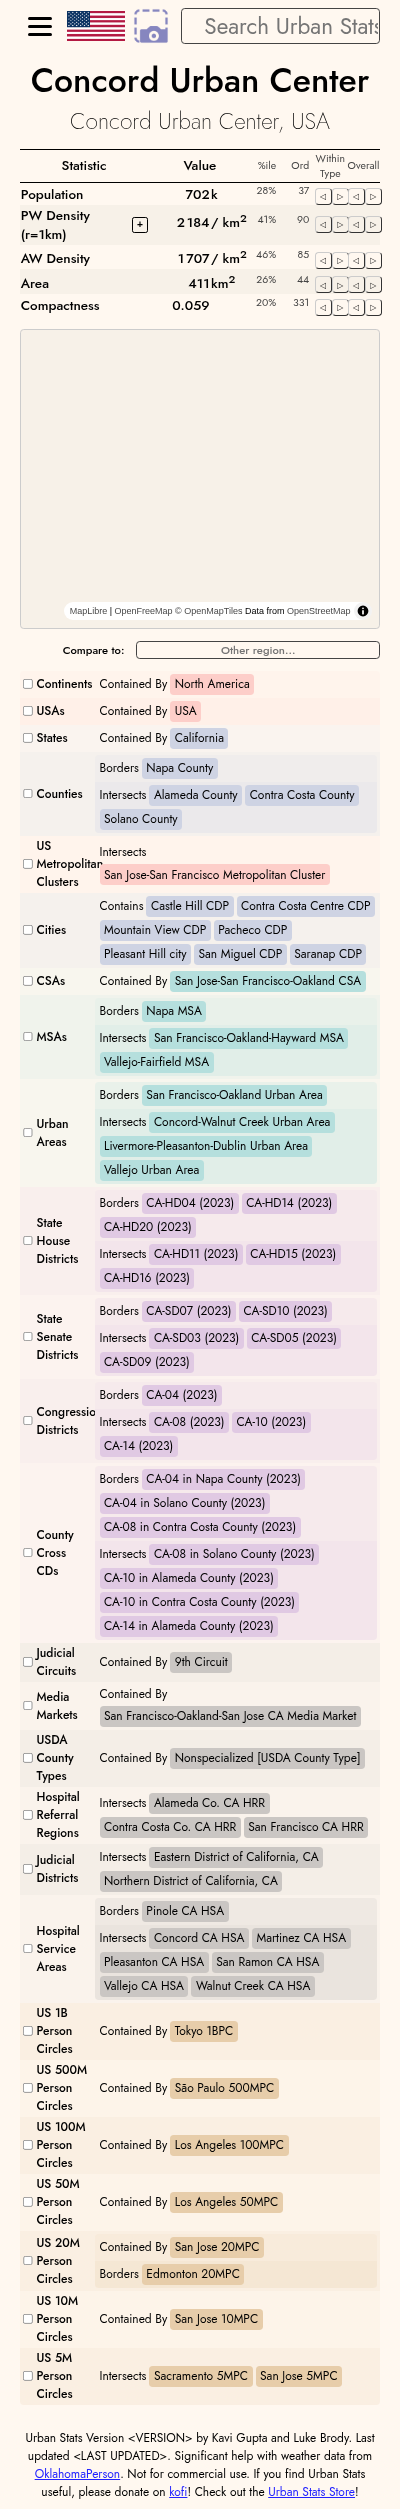 Search Urban Stats
Concord Urban Center
Concord Urban Center, USA
Statistic Value %ile Ord Within Type Overall
Population 702k 28% 37
PW Density (r=1km) + 2 184 / km² 41% 90
AW Density 1 707 / km² 46% 85
Area 411 km² 26% 44
Compactness 0.059 20% 331
MapLibre | OpenFreeMap © OpenMapTiles Data from OpenStreetMap
Compare to: Other region...
Continents Contained By North America
USAs Contained By USA
States Contained By California
Counties
Borders Napa County
Intersects Alameda County Contra Costa County
Solano County
US Metropolitan Clusters
Intersects
San Jose-San Francisco Metropolitan Cluster
Cities
Contains Castle Hill CDP Contra Costa Centre CDP
Mountain View CDP Pacheco CDP
Pleasant Hill city San Miguel CDP Saranap CDP
CSAs Contained By San Jose-San Francisco-Oakland CSA
MSAs
Borders Napa MSA
Intersects San Francisco-Oakland-Hayward MSA
Vallejo-Fairfield MSA
Urban Areas
Borders San Francisco-Oakland Urban Area
Intersects Concord-Walnut Creek Urban Area
Livermore-Pleasanton-Dublin Urban Area
Vallejo Urban Area
State House Districts
Borders CA-HD04 (2023) CA-HD14 (2023)
CA-HD20 (2023)
Intersects CA-HD11 (2023) CA-HD15 (2023)
CA-HD16 (2023)
State Senate Districts
Borders CA-SD07 (2023) CA-SD10 (2023)
Intersects CA-SD03 (2023) CA-SD05 (2023)
CA-SD09 (2023)
Congressio
Districts
Borders CA-04 (2023)
Intersects CA-08 (2023) CA-10 (2023)
CA-14 (2023)
County Cross CDs
Borders CA-04 in Napa County (2023)
CA-04 in Solano County (2023)
CA-08 in Contra Costa County (2023)
Intersects CA-08 in Solano County (2023)
CA-10 in Alameda County (2023)
CA-10 in Contra Costa County (2023)
CA-14 in Alameda County (2023)
Judicial Circuits Contained By 9th Circuit
Media Markets
Contained By
San Francisco-Oakland-San Jose CA Media Market
USDA County Types Contained By Nonspecialized [USDA County Type]
Hospital Referral Regions
Intersects Alameda Co. CA HRR
Contra Costa Co. CA HRR San Francisco CA HRR
Judicial Districts
Intersects Eastern District of California, CA
Northern District of California, CA
Hospital Service Areas
Borders Pinole CA HSA
Intersects Concord CA HSA Martinez CA HSA
Pleasanton CA HSA San Ramon CA HSA
Vallejo CA HSA Walnut Creek CA HSA
US 1B Person Circles Contained By Tokyo 1BPC
US 500M Person Circles Contained By São Paulo 500MPC
US 100M Person Circles Contained By Los Angeles 100MPC
US 50M Person Circles Contained By Los Angeles 50MPC
US 20M Person Circles
Contained By San Jose 20MPC
Borders Edmonton 20MPC
US 10M Person Circles Contained By San Jose 10MPC
US 5M Person Circles Intersects Sacramento 5MPC San Jose 5MPC
Urban Stats Version <VERSION> by Kavi Gupta and Luke Brody. Last
updated <LAST UPDATED>. Significant help with weather data from
OklahomaPerson. Not for commercial use. If you find Urban Stats
useful, please donate on kofi! Check out the Urban Stats Store!